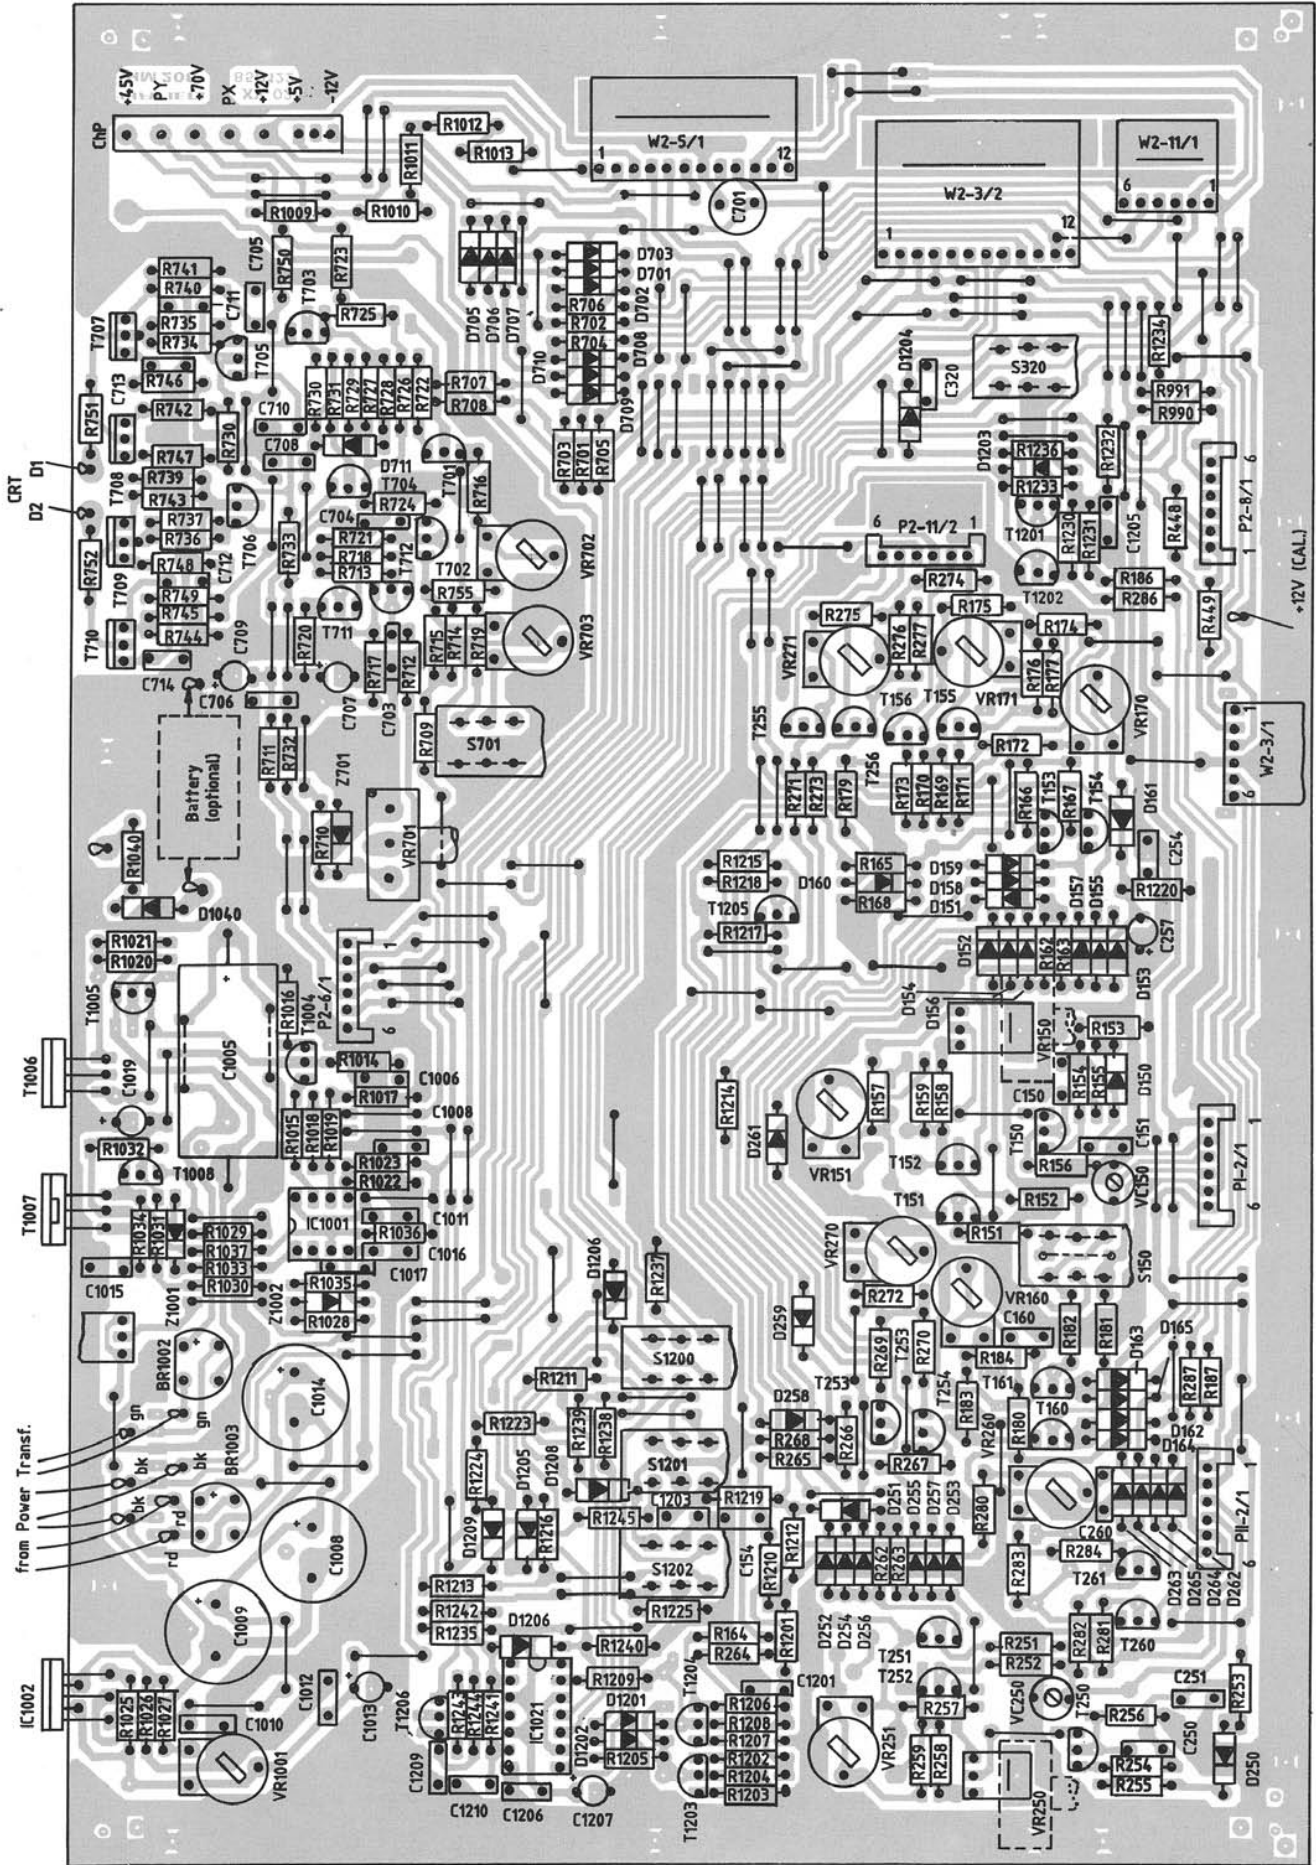 ChP
+45V
PY
+70V
PX
+12V
+5V
-12V
R1012
R1013
R1011
R1009
R1010
W2-5/1
1
12
C701
W2-3/2
1
12
W2-11/1
6
1
R741
R740
R735
R734
T707
C705
C711
R750
T703
R723
R725
T705
D705
D706
D707
D703
D701
R706
D702
R702
R704
D708
D710
D709
R703
R701
R705
CRT
D1
D2
R751
R752
C713
R746
R742
R747
R730
T708
R739
R743
R737
R736
R748
C712
T706
T709
R749
R745
R744
T710
C714
C709
C706
C710
C708
R730
R731
R729
R727
R728
R726
R722
R707
R708
D711
T704
R724
T701
R716
C704
R721
R718
R713
T712
T702
R755
R733
T711
R720
R717
R712
R715
R714
R719
C707
C703
VR702
VR703
D1204
C320
S320
R1234
R991
R990
D1203
R1236
R1233
T1201
R1230
R1231
R1232
C1205
R448
P2-8/1
6
1
P2-11/2
6
1
R274
T1202
R186
R286
R449
+12V (CAL.)
R275
R276
R277
R175
R174
VR271
T156
T155
VR171
R176
R177
VR170
T255
T256
R172
W2-3/1
1
6
Battery
(optional)
R711
R732
Z701
R709
S701
R710
VR701
R271
R273
R179
R173
R170
R169
R171
R166
T153
R167
T154
D161
C254
R1220
R1040
D1040
R1021
R1020
T1005
R1215
R1218
T1205
R1217
D160
R165
R168
D159
D158
D151
D157
D155
D152
R162
R163
D153
C257
D154
D156
VR150
R153
R1016
T1004
P2-6/1
1
6
C1005
T1006
C1019
R1014
C1006
R1017
R1015
R1018
R1019
C1008
R1032
T1008
R1023
R1022
R1214
D261
VR151
R157
R159
R158
T152
T151
T150
C150
R154
R155
D150
C151
R156
VC150
R152
R151
PI-2/1
1
6
T1007
R1034
R1031
R1029
R1037
R1033
R1030
C1015
Z1001
IC1001
C1011
R1036
C1016
C1017
R1035
R1028
Z1002
D1206
R1237
VR270
R272
VR160
S150
D259
R269
T253
R270
C160
R182
R181
R184
BR1002
C1014
gn
gn
from Power Transf.
bk
bk
BR1003
rd
rd
C1008
R1211
S1200
R1223
R1239
R1238
R1224
D1205
D1208
S1201
D1209
R1216
R1245
C1203
S1202
R1219
C154
R1210
R1212
D258
R268
R265
R266
T253
T254
R267
R183
VR260
R180
T161
T160
D163
D165
R287
R187
D162
D164
D251
D255
D257
D253
R280
C260
R262
R263
R283
R284
T261
D263
D265
D264
D262
PII-2/1
1
6
C1009
R1213
R1242
R1235
D1206
R1240
R1225
R164
R264
R1201
D252
D254
D256
T251
T252
R251
R252
R282
R281
T260
IC1002
R1025
R1026
R1027
C1010
C1012
C1013
VR1001
T1206
R1243
R1244
R1241
IC1021
R1209
D1201
D1202
R1205
T1204
C1201
R1206
R1208
R1207
R1202
R1204
R1203
T1203
C1209
C1210
C1206
C1207
VR251
R257
R259
R258
VC250
T250
R256
C251
R253
R254
R255
C250
D250
VR250